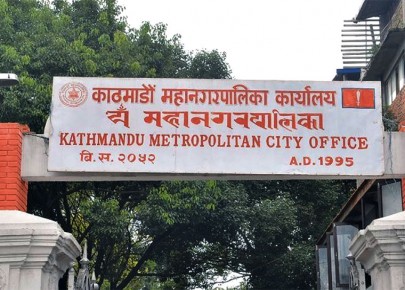 काठमाडौं महानगरपालिका कार्यालय
यें महानगरपालिका
KATHMANDU METROPOLITAN CITY OFFICE
बि.स. २०५२ A.D. 1995